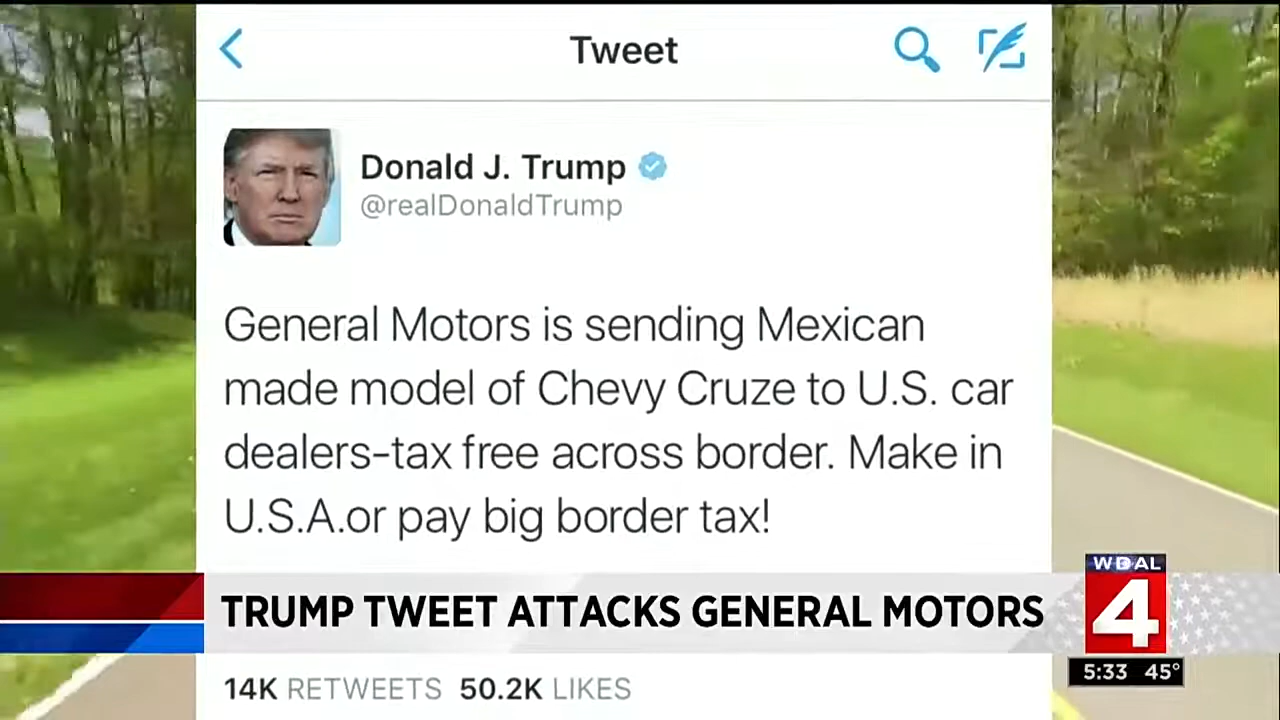 Tweet
Donald J. Trump
@realDonaldTrump
General Motors is sending Mexican
made model of Chevy Cruze to U.S. car
dealers-tax free across border. Make in
U.S.A.or pay big border tax!
TRUMP TWEET ATTACKS GENERAL MOTORS
14K RETWEETS 50.2K LIKES
4
5:33 45°